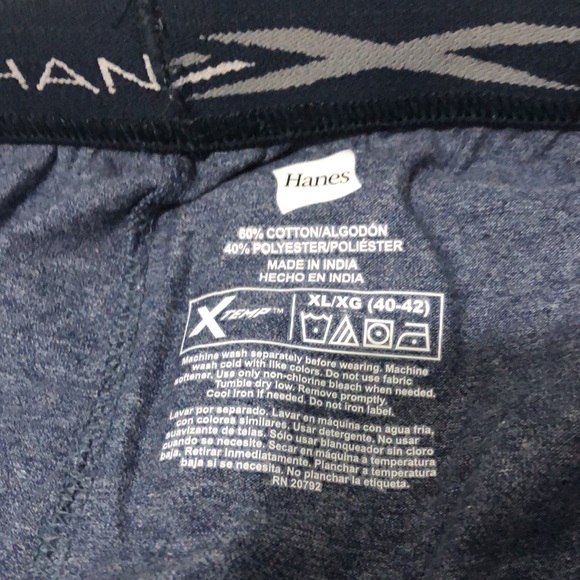 HANE
Hanes
60% COTTON/ALGODÓN
40% POLYESTER/POLIÉSTER
MADE IN INDIA
HECHO EN INDIA
X TEMP™
XL/XG (40-42)
Machine wash separately before wearing. Machine
wash cold with like colors. Do not use fabric
softener. Use only non-chlorine bleach when needed.
Tumble dry low. Remove promptly.
Cool iron if needed. Do not iron label.
Lavar por separado. Lavar en máquina con agua fría,
con colores similares. Usar detergente. No usar
suavizante de telas. Sólo usar blanqueador sin cloro
cuando se necesite. Secar en máquina a temperatura
baja. Retirar inmediatamente. Planchar a temperatura
baja si se necesita. No planchar la etiqueta.
RN 20792